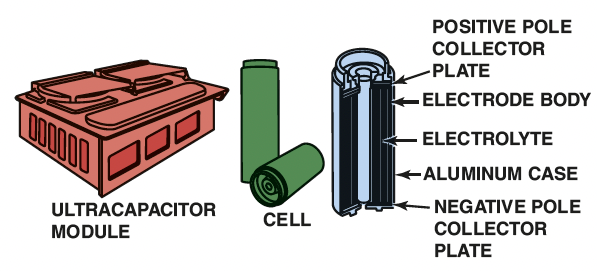 POSITIVE POLE
COLLECTOR
PLATE
ELECTRODE BODY
ELECTROLYTE
ALUMINUM CASE
NEGATIVE POLE
COLLECTOR
PLATE
ULTRACAPACITOR
MODULE
CELL